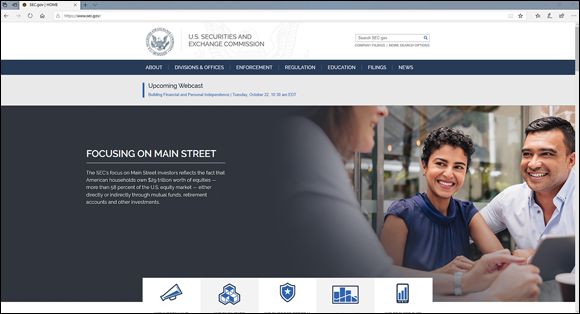 SEC.gov | HOME
https://www.sec.gov/
U.S. SECURITIES AND
EXCHANGE COMMISSION
Search SEC.gov
COMPANY FILINGS | MORE SEARCH OPTIONS
ABOUT | DIVISIONS & OFFICES | ENFORCEMENT | REGULATION | EDUCATION | FILINGS | NEWS
Upcoming Webcast
Building Financial and Personal Independence | Tuesday, October 22, 10:30 am EDT
FOCUSING ON MAIN STREET
The SEC's focus on Main Street investors reflects the fact that
American households own $29 trillion worth of equities —
more than 58 percent of the U.S. equity market — either
directly or indirectly through mutual funds, retirement
accounts and other investments.